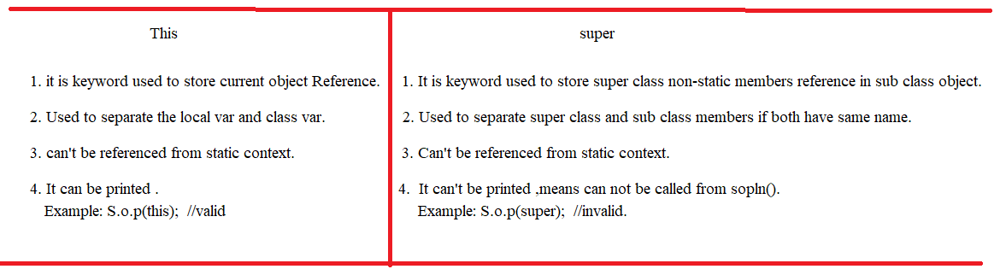 This
1. it is keyword used to store current object Reference.
2. Used to separate the local var and class var.
3. can't be referenced from static context.
4. It can be printed .
Example: S.o.p(this);  //valid
super
1. It is keyword used to store super class non-static members reference in sub class object.
2. Used to separate super class and sub class members if both have same name.
3. Can't be referenced from static context.
4.  It can't be printed ,means can not be called from sopln().
Example: S.o.p(super);  //invalid.